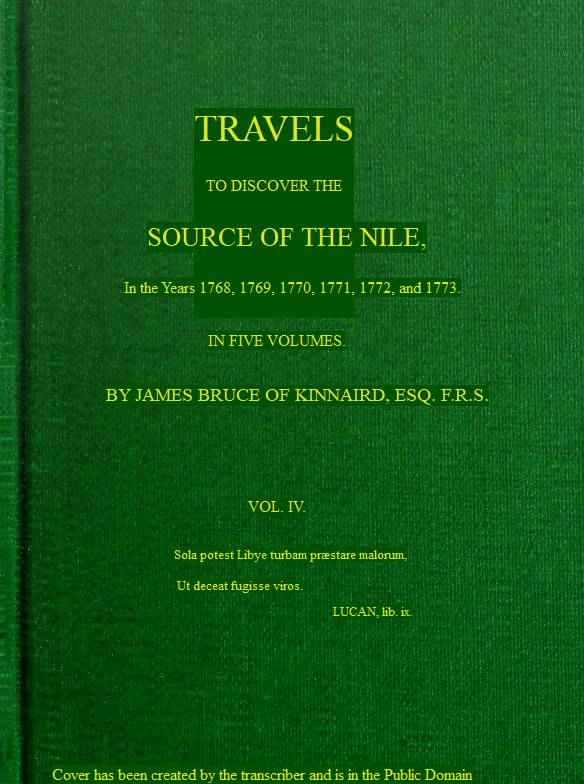 TRAVELS
TO DISCOVER THE
SOURCE OF THE NILE,
In the Years 1768, 1769, 1770, 1771, 1772, and 1773.
IN FIVE VOLUMES.
BY JAMES BRUCE OF KINNAIRD, ESQ. F.R.S.
VOL. IV.
Sola potest Libye turbam præstare malorum,
Ut deceat fugisse viros.
LUCAN, lib. ix.
Cover has been created by the transcriber and is in the Public Domain